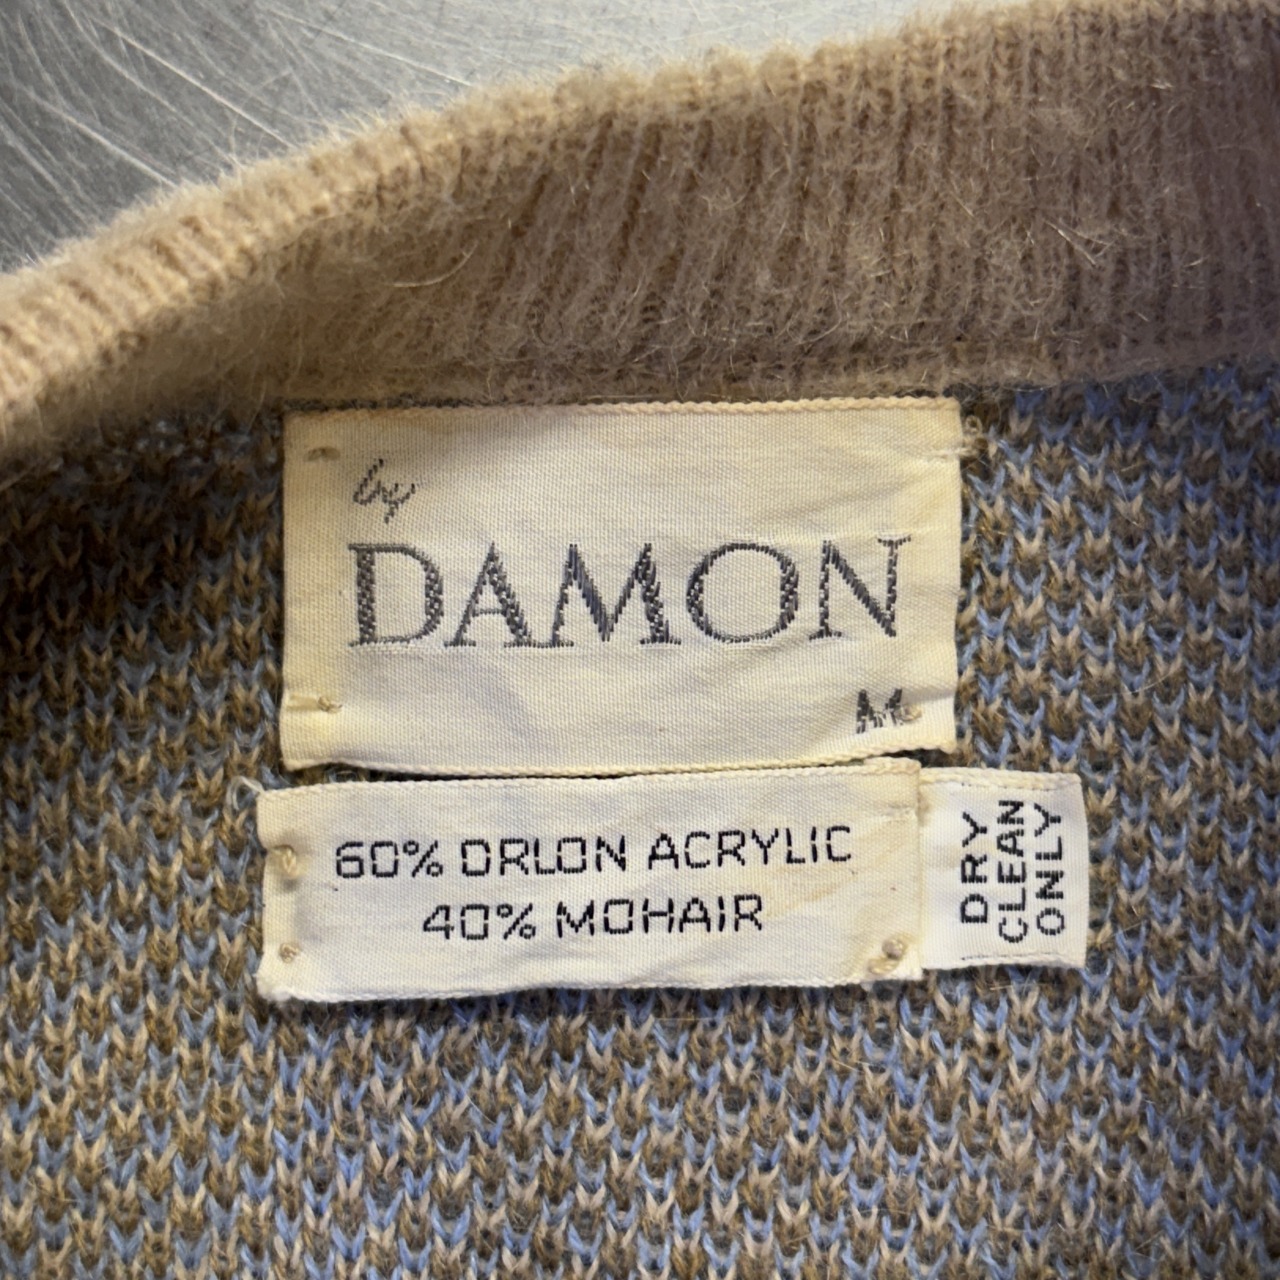 by
DAMON
M
60% ORLON ACRYLIC
40% MOHAIR
DRY
CLEAN
ONLY